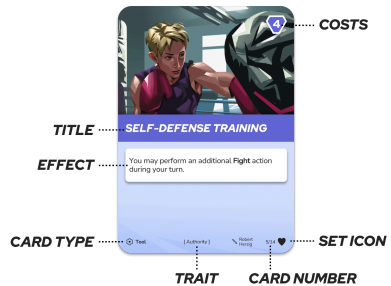 COSTS
4
TITLE
SELF-DEFENSE TRAINING
EFFECT
You may perform an additional Fight action
during your turn.
CARD TYPE
Tool
[ Authority ]
Robert
Herzig
5/14
SET ICON
TRAIT
CARD NUMBER